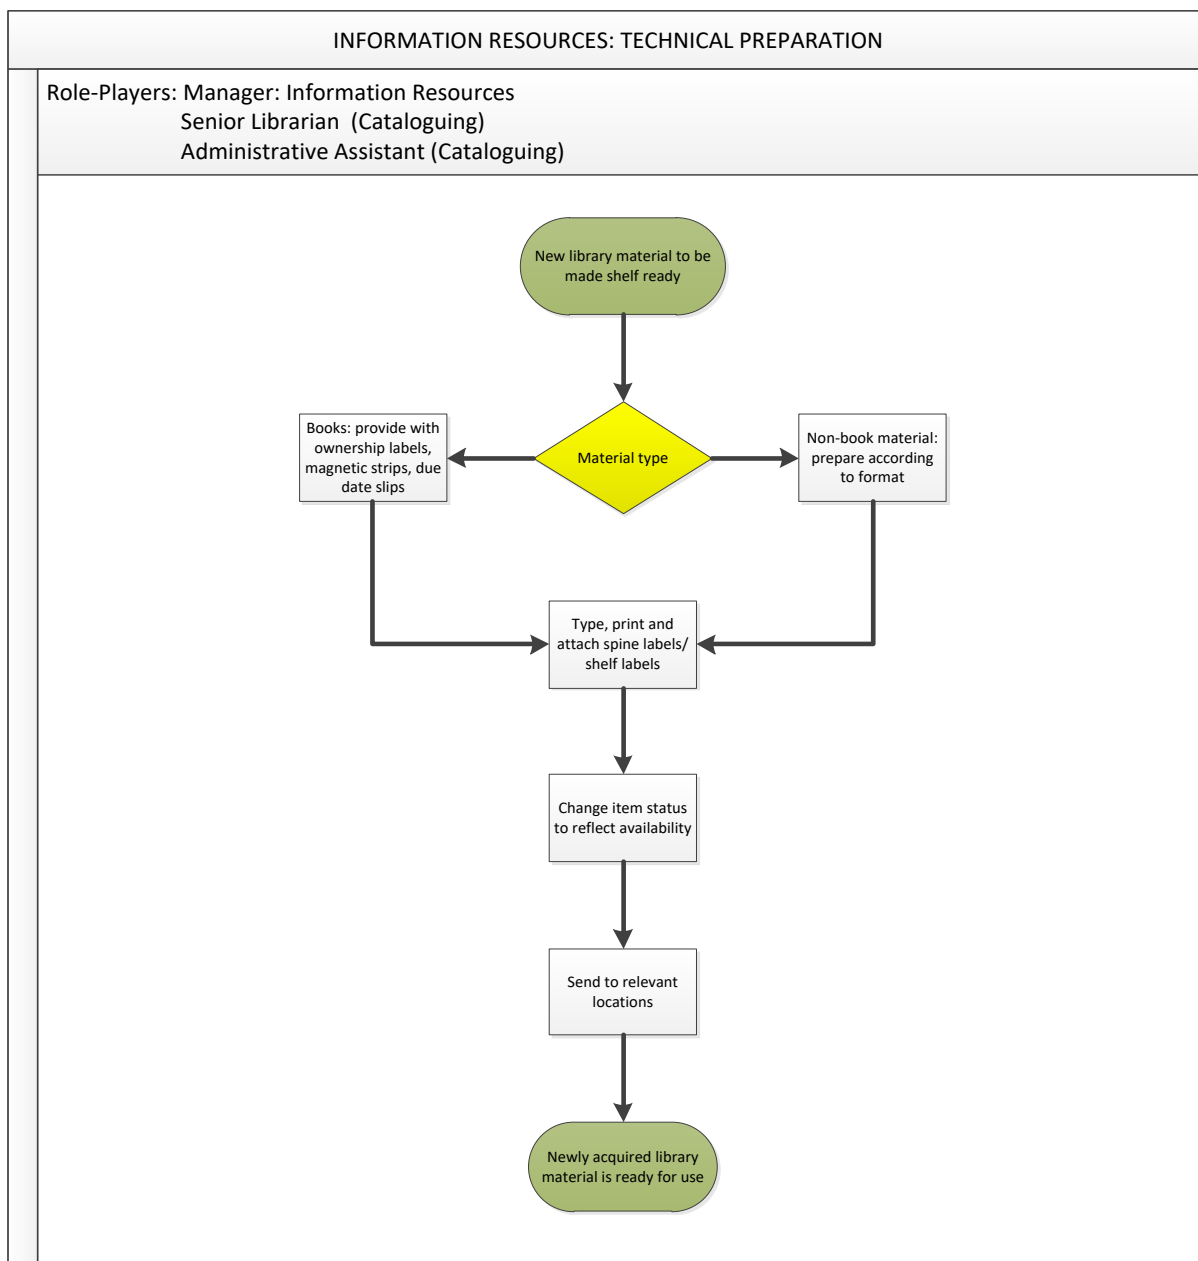 INFORMATION RESOURCES: TECHNICAL PREPARATION
Role-Players: Manager: Information Resources
Senior Librarian (Cataloguing)
Administrative Assistant (Cataloguing)
New library material to be
made shelf ready
Material type
Books: provide with
ownership labels,
magnetic strips, due
date slips
Non-book material:
prepare according
to format
Type, print and
attach spine labels/
shelf labels
Change item status
to reflect availability
Send to relevant
locations
Newly acquired library
material is ready for use